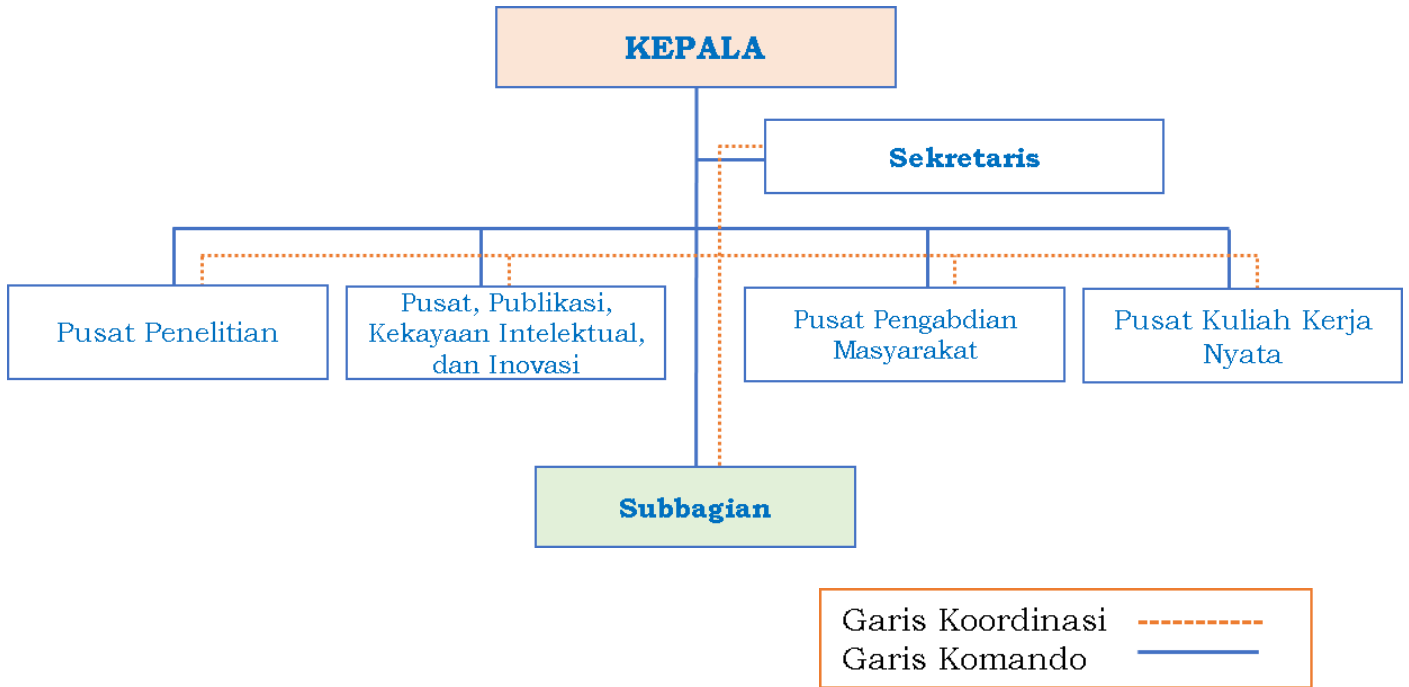 KEPALA
Sekretaris
Pusat Penelitian
Pusat, Publikasi,
Kekayaan Intelektual,
dan Inovasi
Pusat Pengabdian
Masyarakat
Pusat Kuliah Kerja
Nyata
Subbagian
Garis Koordinasi
Garis Komando